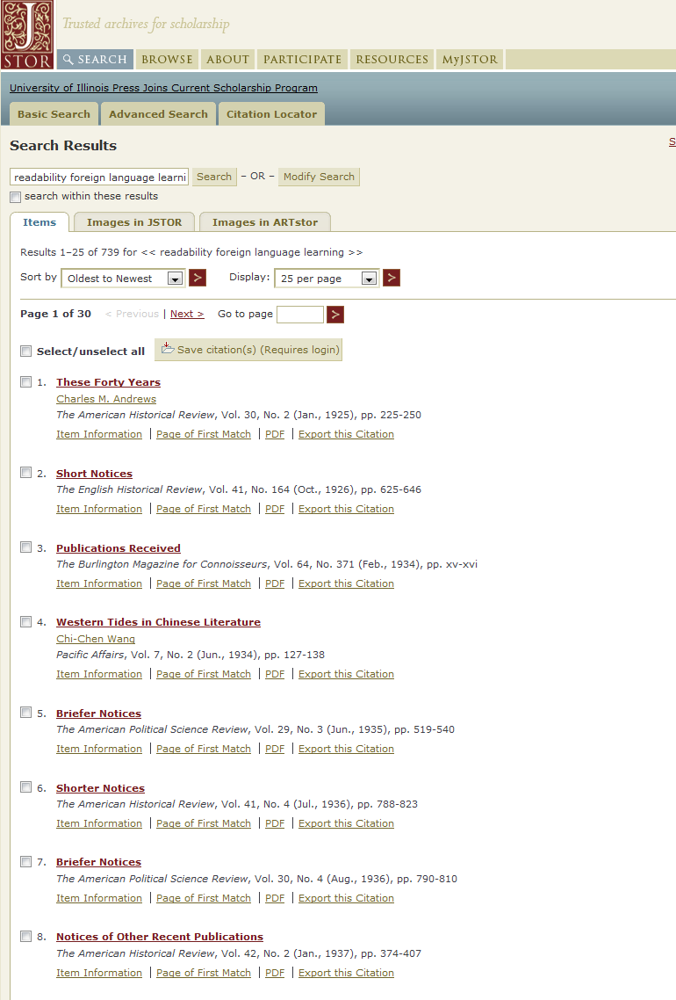 J
STOR
Trusted archives for scholarship
SEARCH BROWSE ABOUT PARTICIPATE RESOURCES MyJSTOR
University of Illinois Press Joins Current Scholarship Program
Basic Search Advanced Search Citation Locator
Search Results S
readability foreign language learni Search – OR – Modify Search
search within these results
Items Images in JSTOR Images in ARTstor
Results 1–25 of 739 for << readability foreign language learning >>
Sort by Oldest to Newest > Display: 25 per page >
Page 1 of 30 < Previous | Next > Go to page >
Select/unselect all Save citation(s) (Requires login)
1. These Forty Years
Charles M. Andrews
The American Historical Review, Vol. 30, No. 2 (Jan., 1925), pp. 225-250
Item Information | Page of First Match | PDF | Export this Citation
2. Short Notices
The English Historical Review, Vol. 41, No. 164 (Oct., 1926), pp. 625-646
Item Information | Page of First Match | PDF | Export this Citation
3. Publications Received
The Burlington Magazine for Connoisseurs, Vol. 64, No. 371 (Feb., 1934), pp. xv-xvi
Item Information | Page of First Match | PDF | Export this Citation
4. Western Tides in Chinese Literature
Chi-Chen Wang
Pacific Affairs, Vol. 7, No. 2 (Jun., 1934), pp. 127-138
Item Information | Page of First Match | PDF | Export this Citation
5. Briefer Notices
The American Political Science Review, Vol. 29, No. 3 (Jun., 1935), pp. 519-540
Item Information | Page of First Match | PDF | Export this Citation
6. Shorter Notices
The American Historical Review, Vol. 41, No. 4 (Jul., 1936), pp. 788-823
Item Information | Page of First Match | PDF | Export this Citation
7. Briefer Notices
The American Political Science Review, Vol. 30, No. 4 (Aug., 1936), pp. 790-810
Item Information | Page of First Match | PDF | Export this Citation
8. Notices of Other Recent Publications
The American Historical Review, Vol. 42, No. 2 (Jan., 1937), pp. 374-407
Item Information | Page of First Match | PDF | Export this Citation